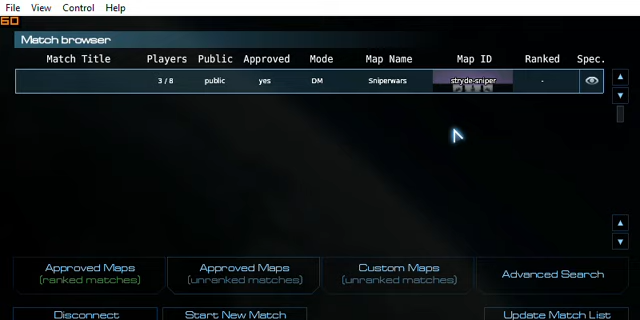 File View Control Help
60
Match browser
Match Title Players Public Approved Mode Map Name Map ID Ranked Spec.
3 / 8 public yes DM Sniperwars stryde-sniper -
Approved Maps
(ranked matches)
Approved Maps
(unranked matches)
Custom Maps
(unranked matches)
Advanced Search
Disconnect Start New Match Update Match List